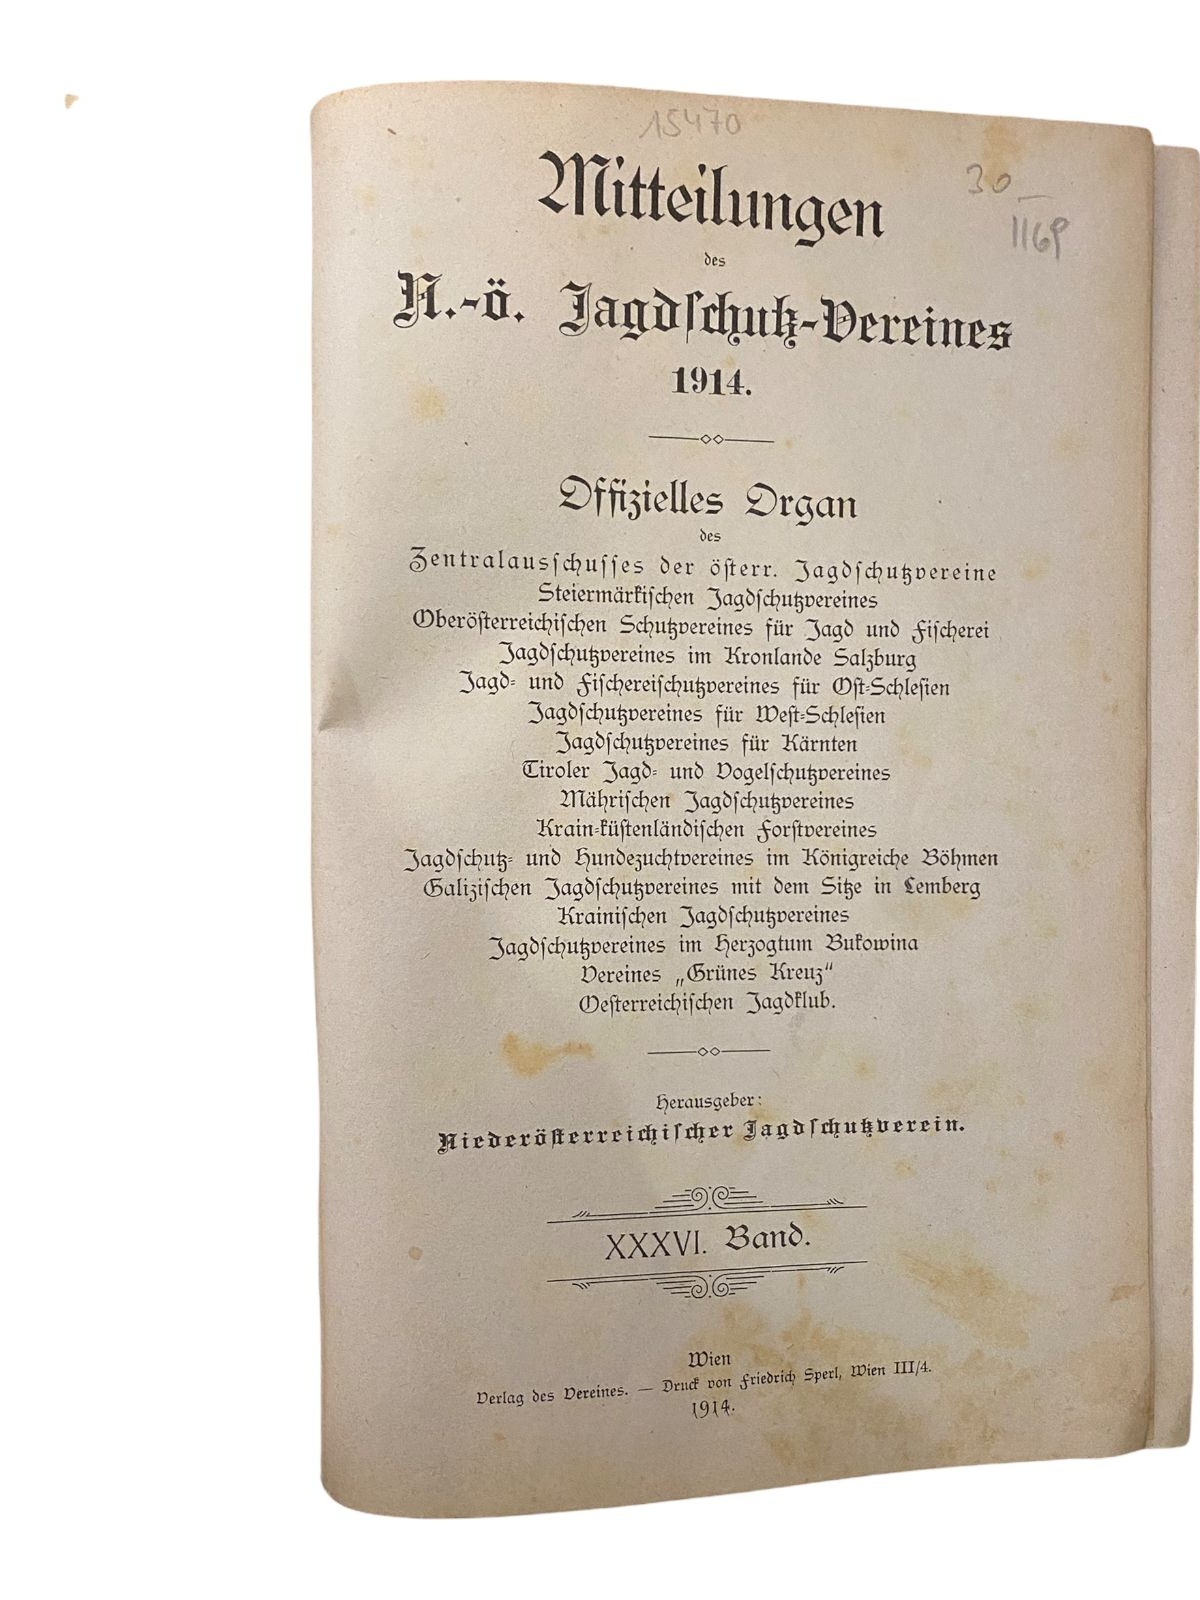 15470
30 —
1169
Mitteilungen
des
N.-ö. Jagdschutz-Vereines
1914.
Offizielles Organ
des
Zentralausschusses der österr. Jagdschutzvereine
Steiermärkischen Jagdschutzvereines
Oberösterreichischen Schutzvereines für Jagd und Fischerei
Jagdschutzvereines im Kronlande Salzburg
Jagd- und Fischereischutzvereines für Ost-Schlesien
Jagdschutzvereines für West-Schlesien
Jagdschutzvereines für Kärnten
Tiroler Jagd- und Vogelschutzvereines
Mährischen Jagdschutzvereines
Krain-küstenländischen Forstvereines
Jagdschutz- und Hundezuchtvereines im Königreiche Böhmen
Galizischen Jagdschutzvereines mit dem Sitze in Lemberg
Krainischen Jagdschutzvereines
Jagdschutzvereines im Herzogtum Bukowina
Vereines „Grünes Kreuz“
Oesterreichischen Jagdklub.
Herausgeber:
Niederösterreichischer Jagdschutzverein.
XXXVI. Band.
Wien
Verlag des Vereines. — Druck von Friedrich Sperl, Wien III/4.
1914.